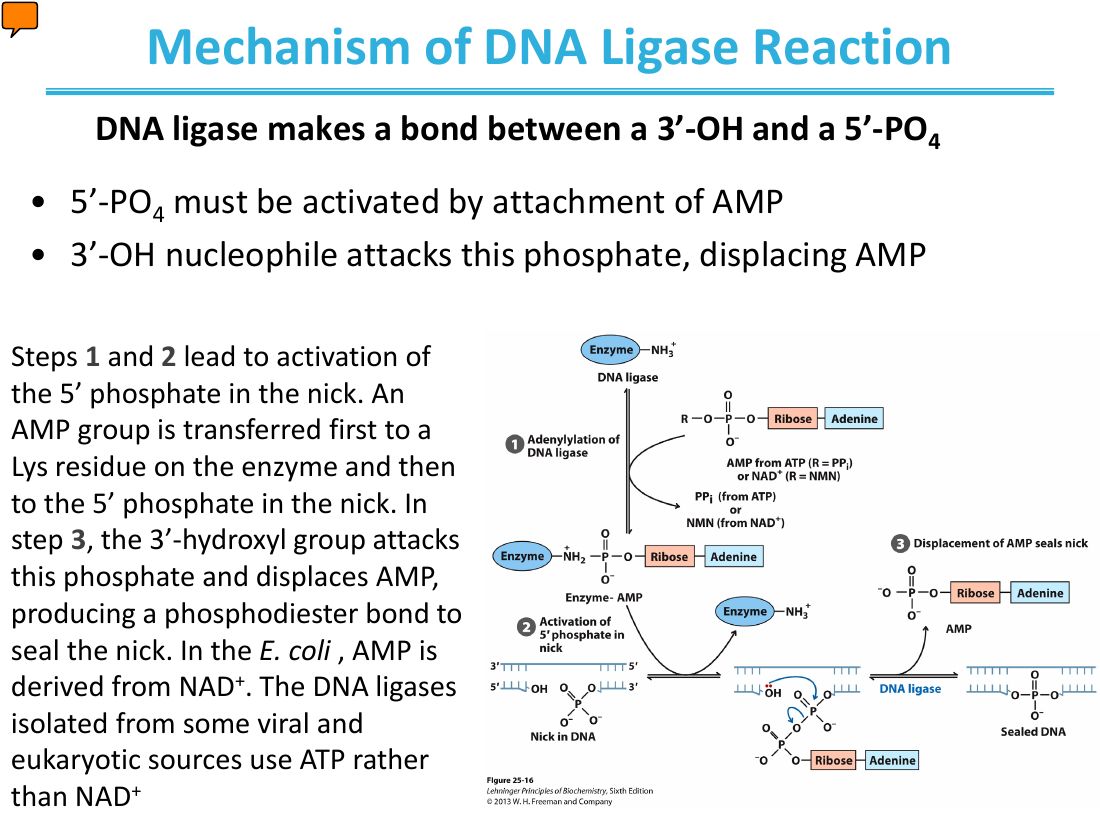 Mechanism of DNA Ligase Reaction
DNA ligase makes a bond between a 3’-OH and a 5’-PO4
• 5’-PO4 must be activated by attachment of AMP
• 3’-OH nucleophile attacks this phosphate, displacing AMP
Steps 1 and 2 lead to activation of
the 5’ phosphate in the nick. An
AMP group is transferred first to a
Lys residue on the enzyme and then
to the 5’ phosphate in the nick. In
step 3, the 3’-hydroxyl group attacks
this phosphate and displaces AMP,
producing a phosphodiester bond to
seal the nick. In the E. coli , AMP is
derived from NAD+. The DNA ligases
isolated from some viral and
eukaryotic sources use ATP rather
than NAD+
Enzyme NH3+
DNA ligase
O
R—O—P—O—Ribose—Adenine
O-
1 Adenylylation of
DNA ligase
AMP from ATP (R = PPi)
or NAD+ (R = NMN)
PPi (from ATP)
or
NMN (from NAD+)
O
Enzyme—+NH2—P—O—Ribose—Adenine
O-
Enzyme- AMP
2 Activation of
5′ phosphate in
nick
Enzyme—NH3+
3 Displacement of AMP seals nick
O
-O—P—O—Ribose—Adenine
O-
AMP
3′ 5′
5′ OH O O 3′
P
O- O-
Nick in DNA
ÖH O O
P
O O O-
P
-O O—Ribose—Adenine
DNA ligase
O
O—P—O
O-
Sealed DNA
Figure 25-16
Lehninger Principles of Biochemistry, Sixth Edition
© 2013 W. H. Freeman and Company